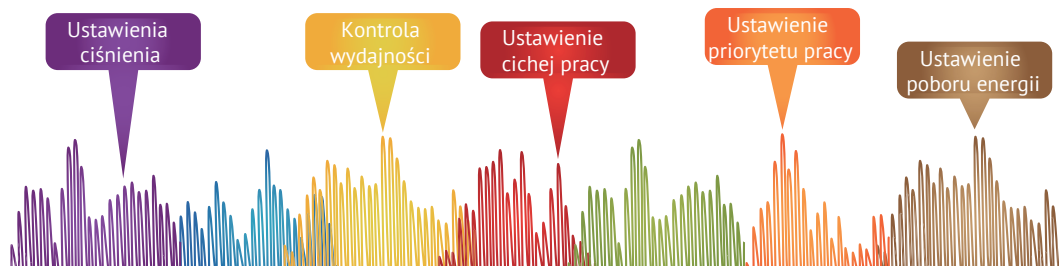 Ustawienia
ciśnienia
Kontrola
wydajności
Ustawienie
cichej pracy
Ustawienie
priorytetu pracy
Ustawienie
poboru energii